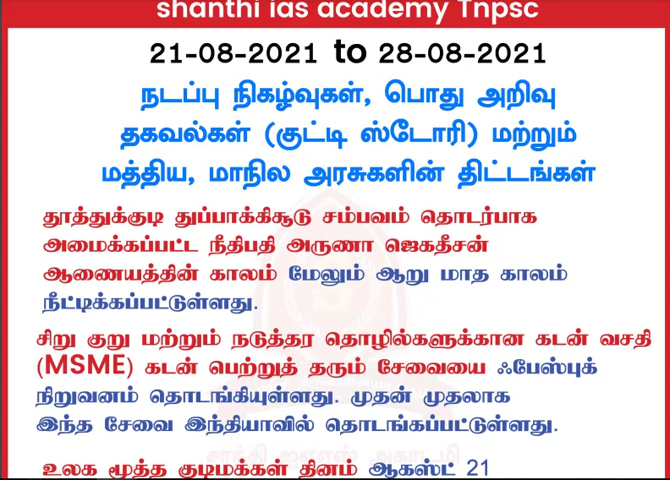 shanthi ias academy Tnpsc
21-08-2021 to 28-08-2021
நடப்பு நிகழ்வுகள், பொது அறிவு
தகவல்கள் (குட்டி ஸ்டோரி) மற்றும்
மத்திய, மாநில அரசுகளின் திட்டங்கள்
தூத்துக்குடி துப்பாக்கிசூடு சம்பவம் தொடர்பாக
அமைக்கப்பட்ட நீதிபதி அருணா ஜெகதீசன்
ஆணையத்தின் காலம் மேலும் ஆறு மாத காலம்
நீட்டிக்கப்பட்டுள்ளது.
சிறு குறு மற்றும் நடுத்தர தொழில்களுக்கான கடன் வசதி
(MSME) கடன் பெற்றுத் தரும் சேவையை ஃபேஸ்புக்
நிறுவனம் தொடங்கியுள்ளது. முதன் முதலாக
இந்த சேவை இந்தியாவில் தொடங்கப்பட்டுள்ளது.
சாந்தி ஐஏஎஸ் அகாடமி
உலக மூத்த குடிமக்கள் தினம் ஆகஸ்ட் 21